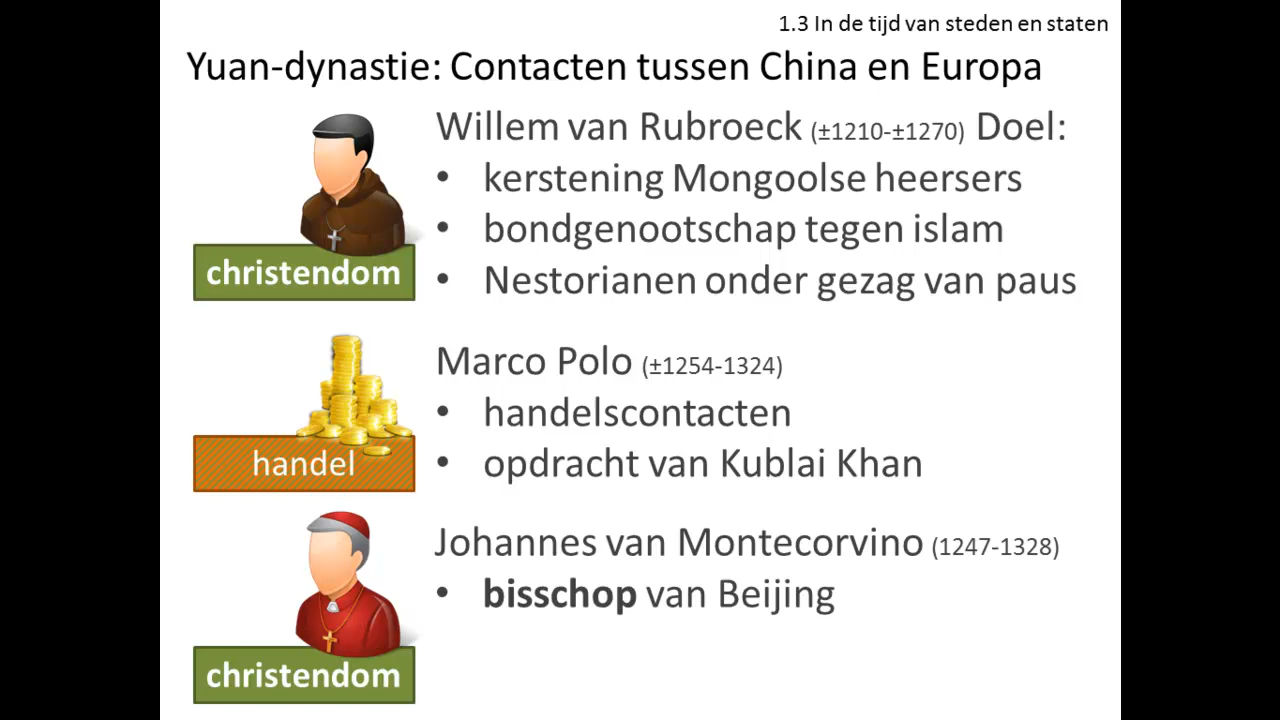 1.3 In de tijd van steden en staten
Yuan-dynastie: Contacten tussen China en Europa
Willem van Rubroeck (±1210-±1270) Doel:
• kerstening Mongoolse heersers
• bondgenootschap tegen islam
• Nestorianen onder gezag van paus
christendom
Marco Polo (±1254-1324)
• handelscontacten
• opdracht van Kublai Khan
handel
Johannes van Montecorvino (1247-1328)
• bisschop van Beijing
christendom